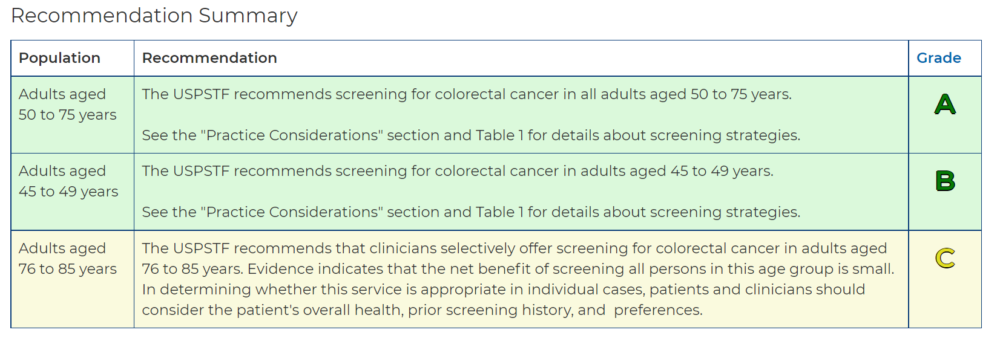 Recommendation Summary
Population Recommendation Grade
Adults aged
50 to 75 years
The USPSTF recommends screening for colorectal cancer in all adults aged 50 to 75 years.
See the "Practice Considerations" section and Table 1 for details about screening strategies.
A
Adults aged
45 to 49 years
The USPSTF recommends screening for colorectal cancer in adults aged 45 to 49 years.
See the "Practice Considerations" section and Table 1 for details about screening strategies.
B
Adults aged
76 to 85 years
The USPSTF recommends that clinicians selectively offer screening for colorectal cancer in adults aged
76 to 85 years. Evidence indicates that the net benefit of screening all persons in this age group is small.
In determining whether this service is appropriate in individual cases, patients and clinicians should
consider the patient's overall health, prior screening history, and  preferences.
C